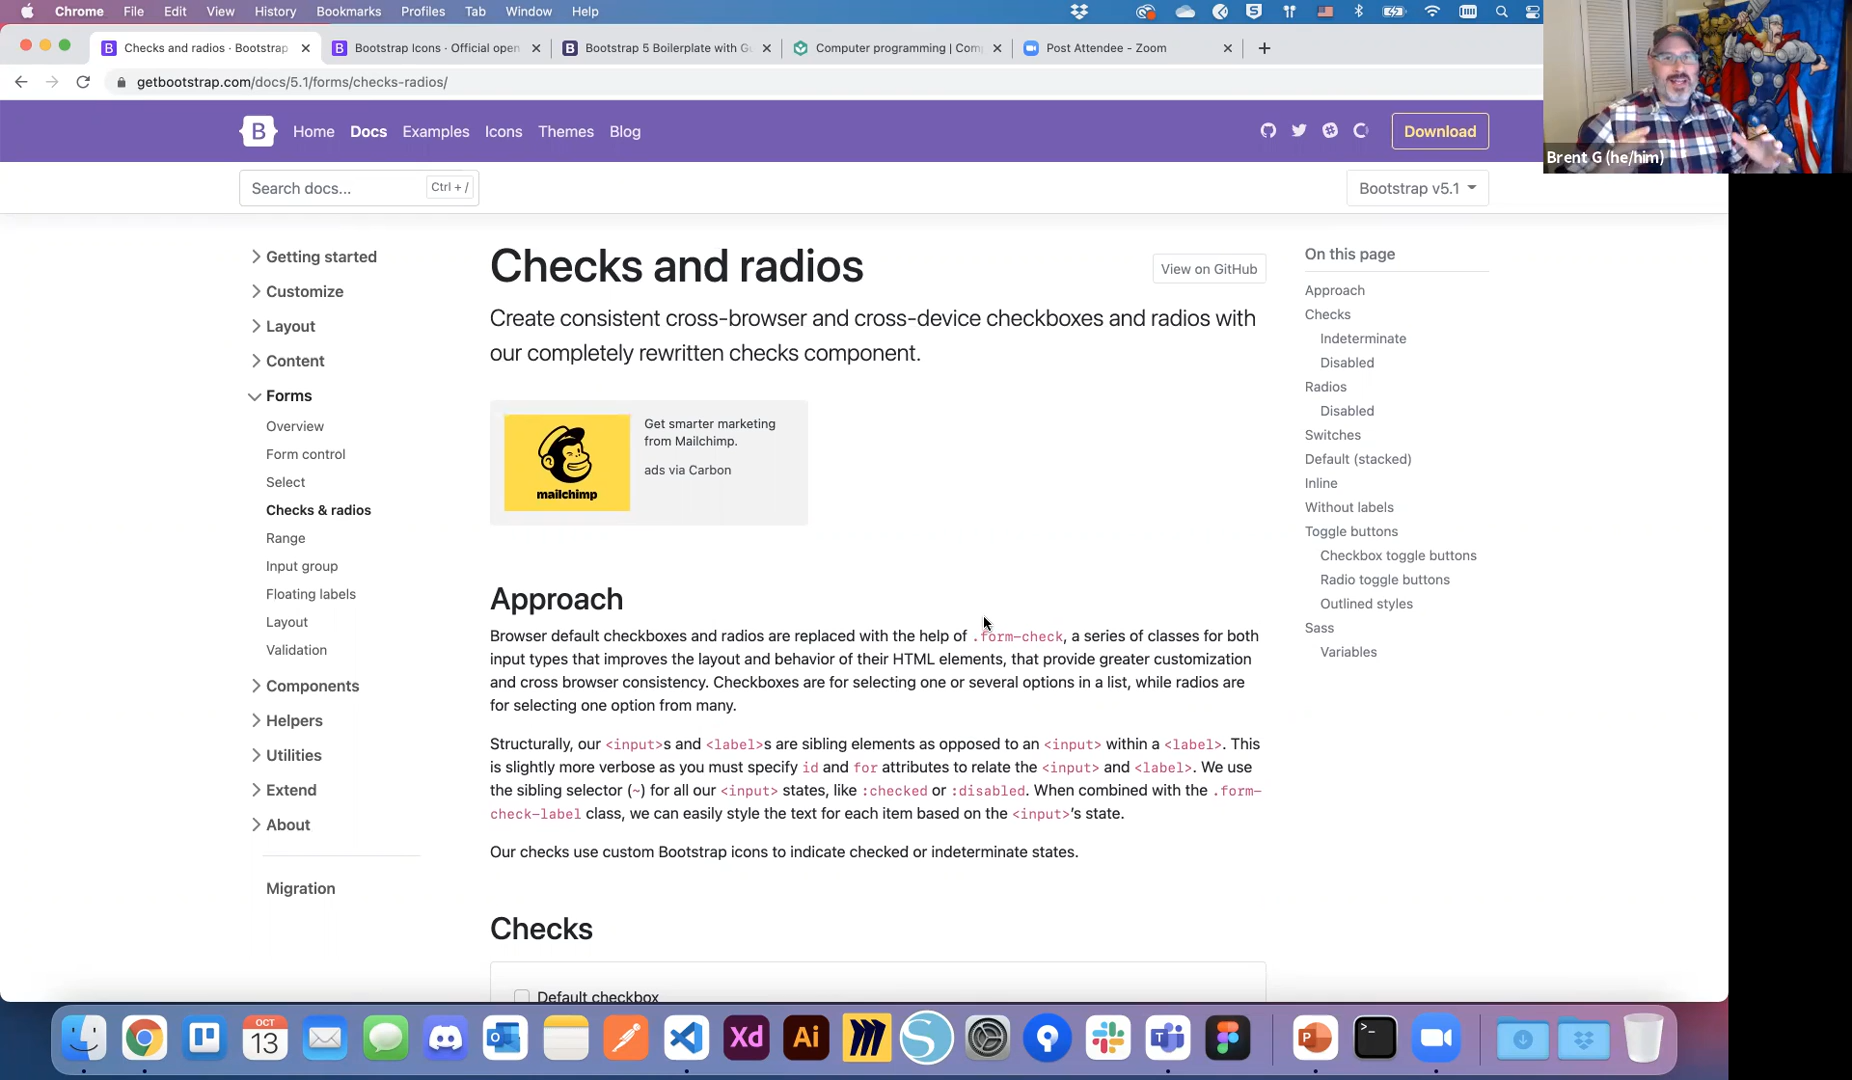 Chrome File Edit View History Bookmarks Profiles Tab Window Help
Checks and radios · Bootstrap
Bootstrap Icons · Official open
Bootstrap 5 Boilerplate with G
Computer programming | Com
Post Attendee - Zoom
getbootstrap.com/docs/5.1/forms/checks-radios/
B Home Docs Examples Icons Themes Blog
Download
Brent G (he/him)
Search docs... Ctrl + /
Bootstrap v5.1
Getting started
Customize
Layout
Content
Forms
Overview
Form control
Select
Checks & radios
Range
Input group
Floating labels
Layout
Validation
Components
Helpers
Utilities
Extend
About
Migration
Checks and radios
View on GitHub
Create consistent cross-browser and cross-device checkboxes and radios with
our completely rewritten checks component.
mailchimp
Get smarter marketing
from Mailchimp.
ads via Carbon
Approach
Browser default checkboxes and radios are replaced with the help of .form-check, a series of classes for both
input types that improves the layout and behavior of their HTML elements, that provide greater customization
and cross browser consistency. Checkboxes are for selecting one or several options in a list, while radios are
for selecting one option from many.
Structurally, our <input>s and <label>s are sibling elements as opposed to an <input> within a <label>. This
is slightly more verbose as you must specify id and for attributes to relate the <input> and <label>. We use
the sibling selector (~) for all our <input> states, like :checked or :disabled. When combined with the .form-
check-label class, we can easily style the text for each item based on the <input>'s state.
Our checks use custom Bootstrap icons to indicate checked or indeterminate states.
Checks
Default checkbox
On this page
Approach
Checks
Indeterminate
Disabled
Radios
Disabled
Switches
Default (stacked)
Inline
Without labels
Toggle buttons
Checkbox toggle buttons
Radio toggle buttons
Outlined styles
Sass
Variables
OCT
13
Xd
Ai